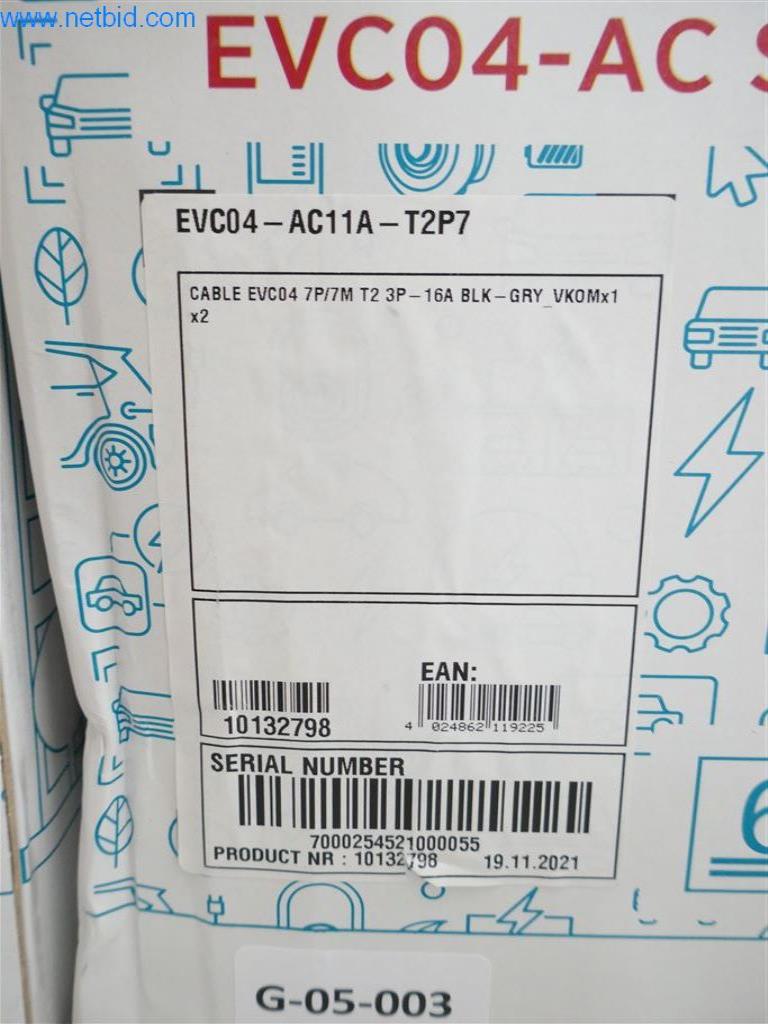 www.netbid.com
EVC04-AC
EVC04-AC11A-T2P7
CABLE EVC04 7P/7M T2 3P-16A BLK-GRY_VKOMx1
x2
EAN:
10132798
4 024862 119225
SERIAL NUMBER
7000254521000055
PRODUCT NR : 10132798 19.11.2021
6
G-05-003